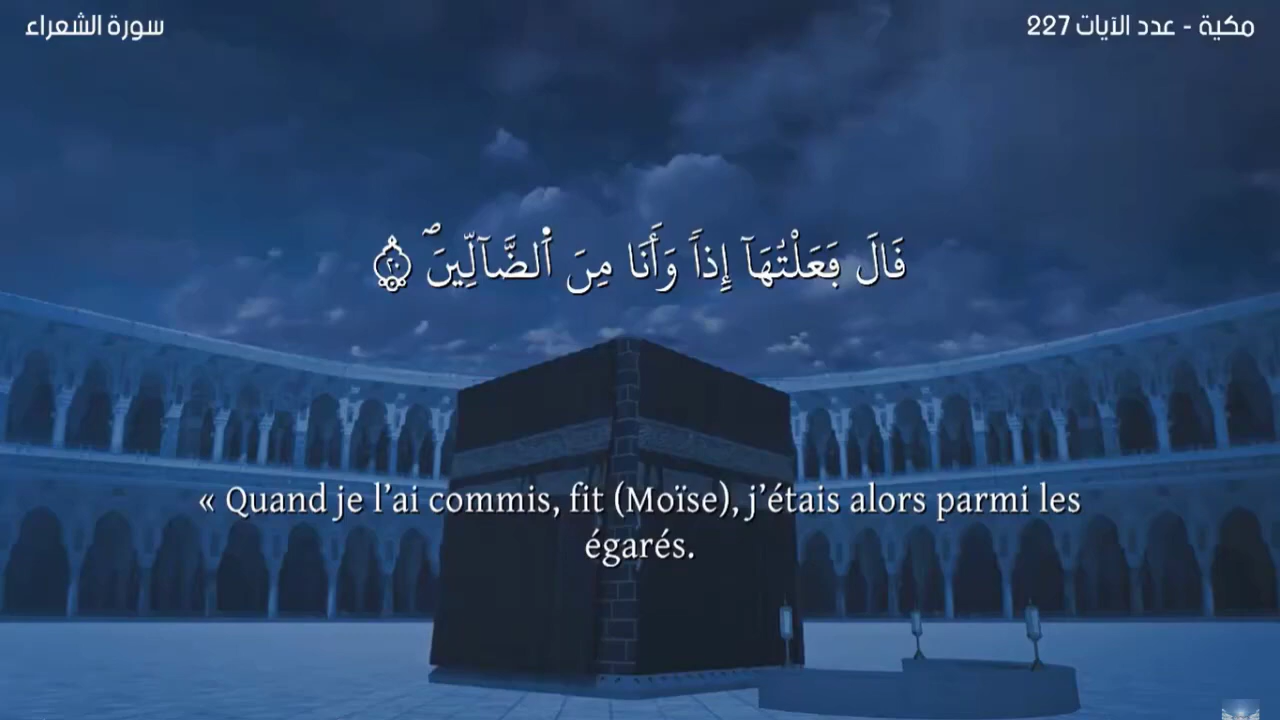 سورة الشعراء
مكية - عدد الآيات 227
قَالَ فَعَلْتُهَآ إِذًۭا وَأَنَا۠ مِنَ ٱلضَّآلِّينَ ۝٢٠
« Quand je l’ai commis, fit (Moïse), j’étais alors parmi les
égarés.